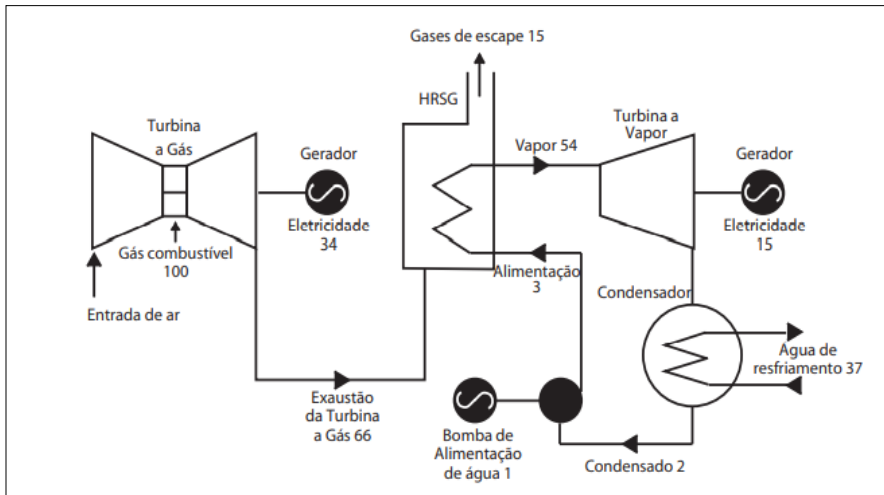 Gases de escape 15
HRSG
Turbina
a Gás
Gerador
Eletricidade
34
Gás combustível
100
Entrada de ar
Exaustão
da Turbina
a Gás 66
Vapor 54
Turbina a
Vapor
Gerador
Eletricidade
15
Alimentação
3
Condensador
Agua de
resfriamento 37
Bomba de
Alimentação
de água 1
Condensado 2